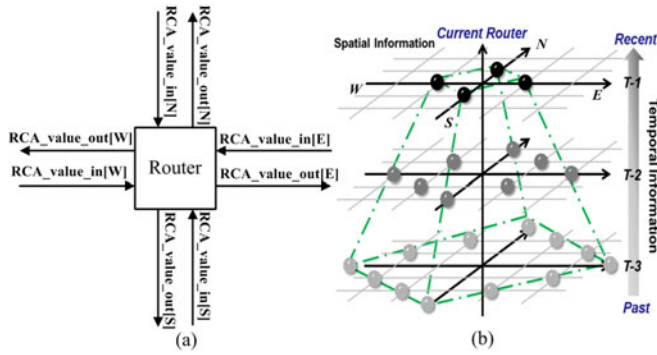 (a)
RCA_value_in[N]
RCA_value_out[N]
RCA_value_out[W]
RCA_value_in[E]
Router
RCA_value_in[W]
RCA_value_out[E]
RCA_value_out[S]
RCA_value_in[S]
(a)
Spatial Information
Current Router
Recent
N
T-1
W
E
S
T-2
T-3
Temporal Information
Past
(b)